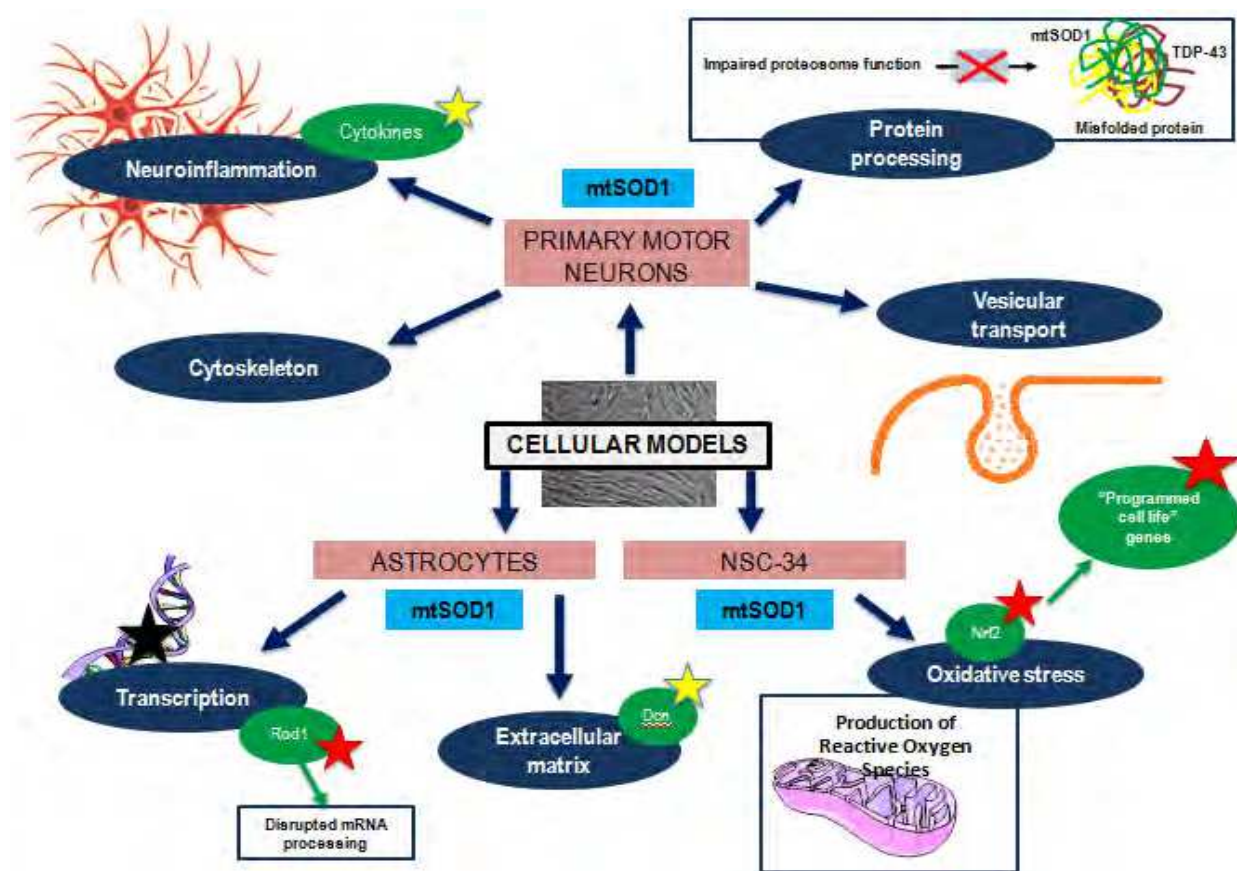 mtSOD1
TDP-43
Impaired proteosome function
Misfolded protein
Cytokines
Neuroinflammation
Protein
processing
mtSOD1
PRIMARY MOTOR
NEURONS
Vesicular
transport
Cytoskeleton
CELLULAR MODELS
"Programmed
cell life"
genes
ASTROCYTES
NSC-34
mtSOD1
mtSOD1
Nrf2
Oxidative stress
Transcription
Rod1
Dcn
Extracellular
matrix
Production of
Reactive Oxygen
Species
Disrupted mRNA
processing